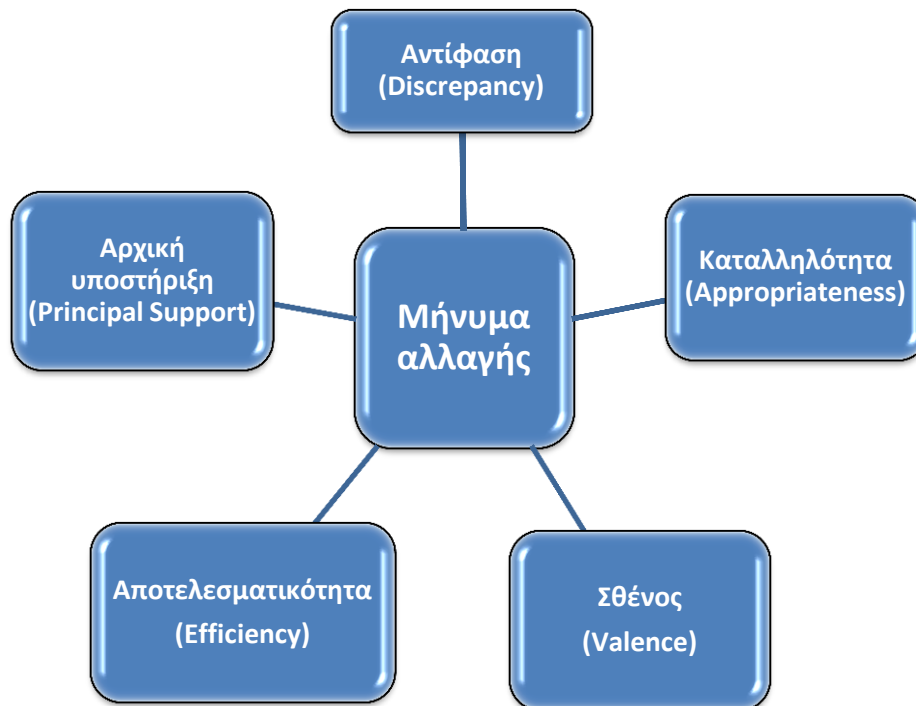 Αντίφαση
(Discrepancy)
Αρχική
υποστήριξη
(Principal Support)
Καταλληλότητα
(Appropriateness)
Μήνυμα
αλλαγής
Αποτελεσματικότητα
(Efficiency)
Σθένος
(Valence)